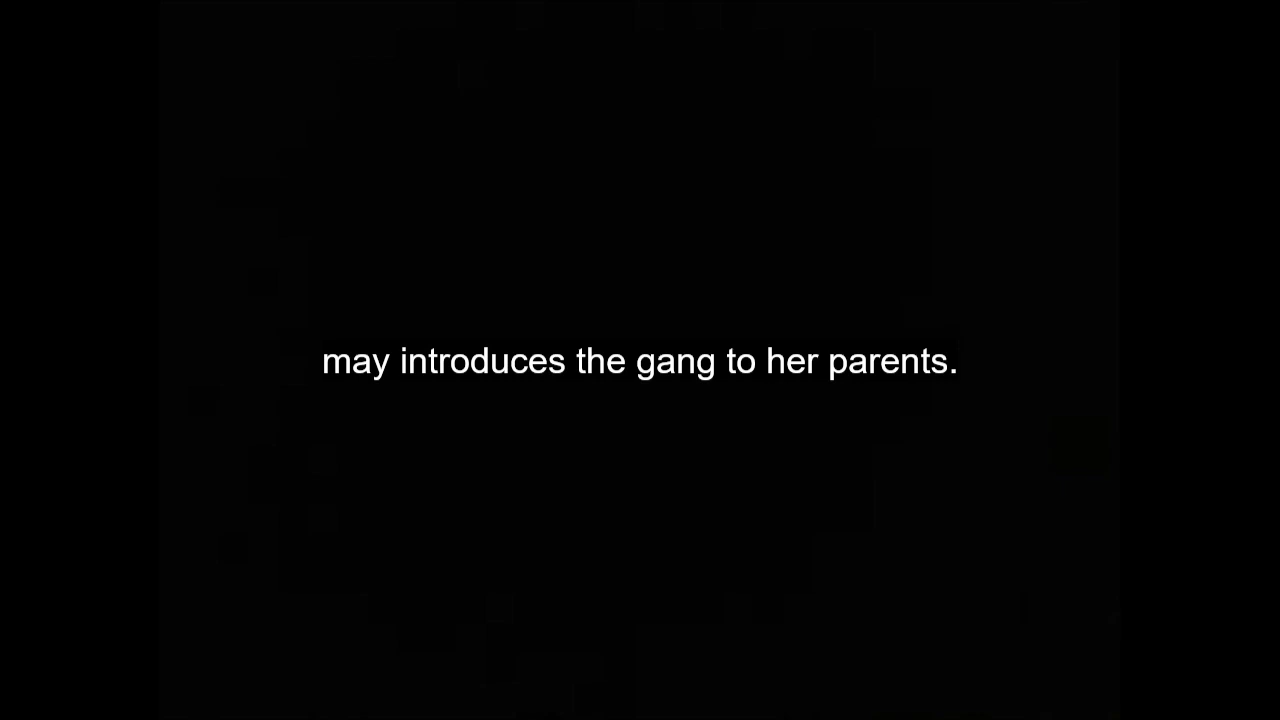 may introduces the gang to her parents.